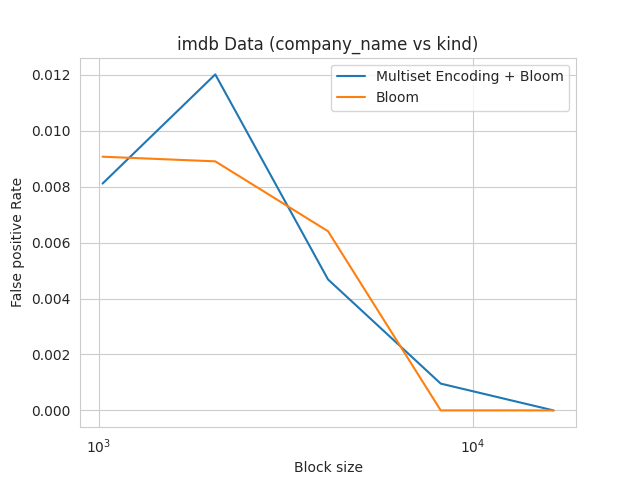 imdb Data (company_name vs kind)
Multiset Encoding + Bloom
Bloom
False positive Rate
0.012
0.010
0.008
0.006
0.004
0.002
0.000
10³
10⁴
Block size